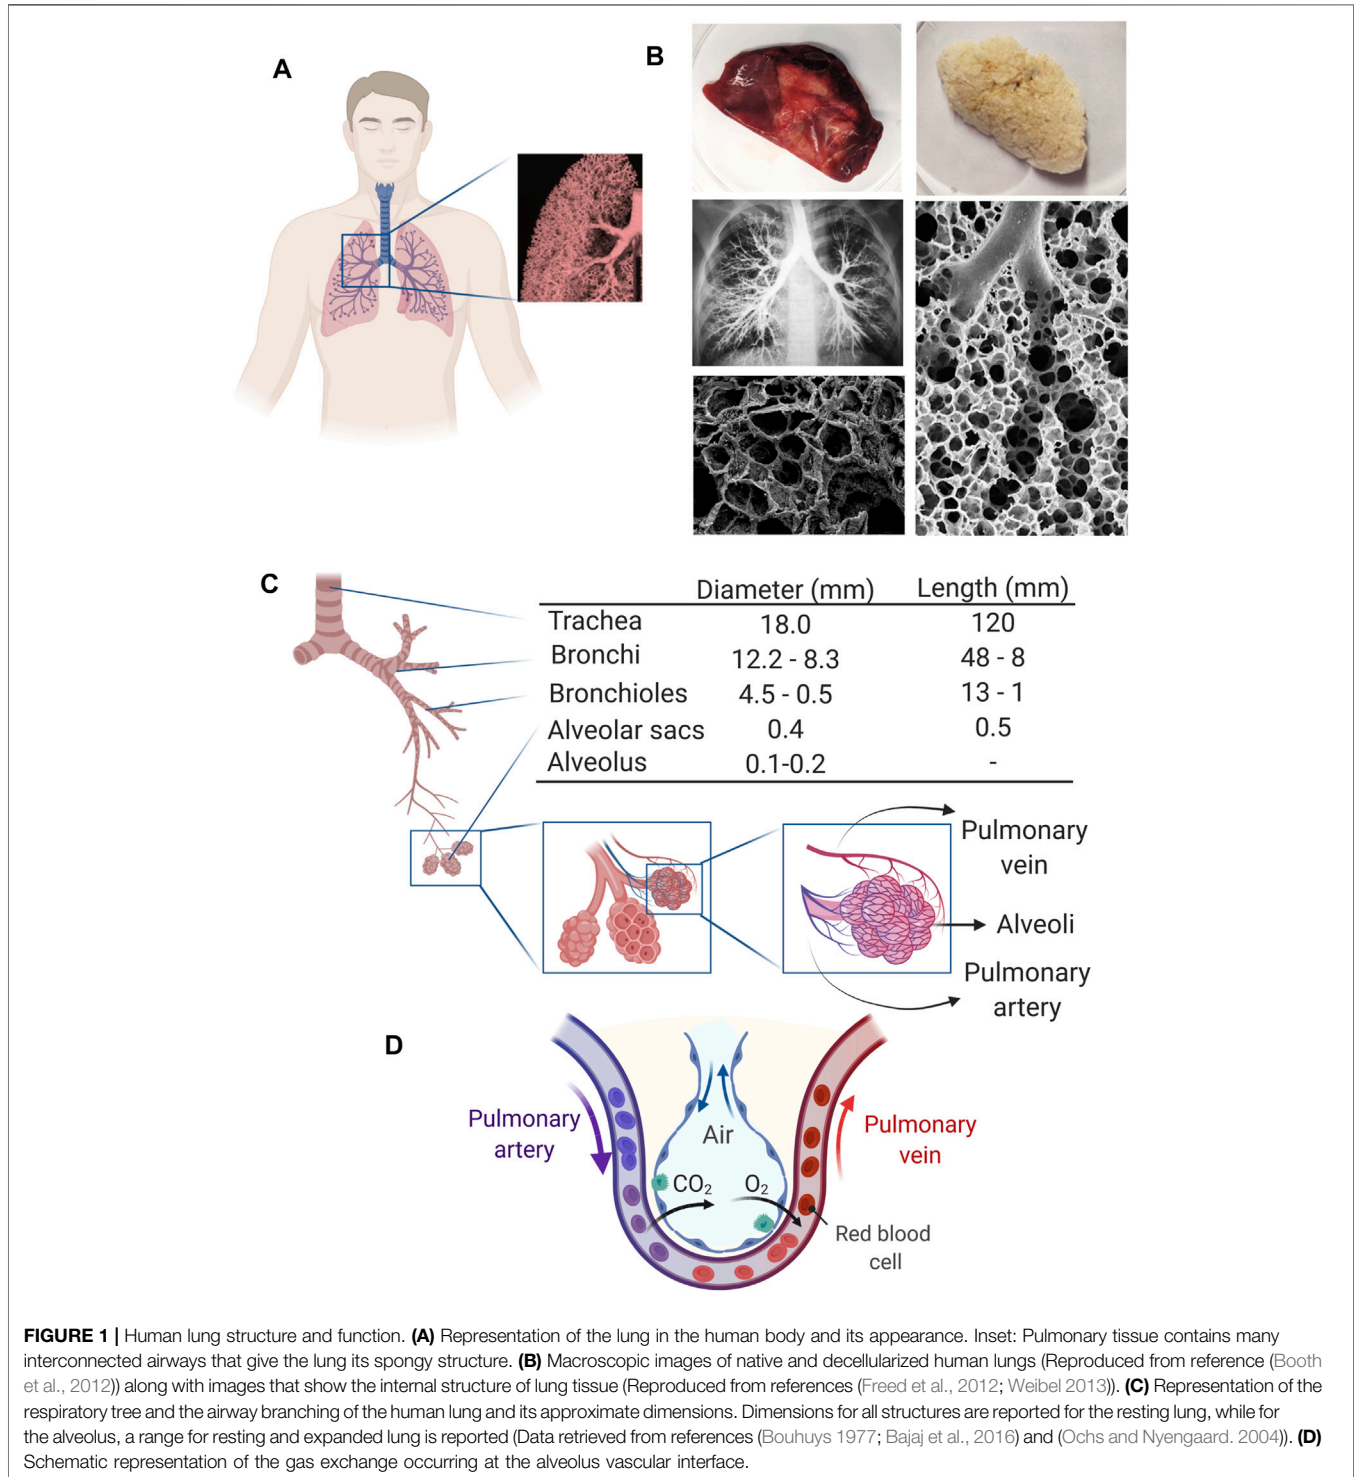 A
B
C
Diameter (mm) Length (mm)
Trachea 18.0 120
Bronchi 12.2 - 8.3 48 - 8
Bronchioles 4.5 - 0.5 13 - 1
Alveolar sacs 0.4 0.5
Alveolus 0.1-0.2 -
Pulmonary
vein
Alveoli
Pulmonary
artery
D
Pulmonary
artery
Air
CO₂ O₂
Pulmonary
vein
Red blood
cell
FIGURE 1 | Human lung structure and function. (A) Representation of the lung in the human body and its appearance. Inset: Pulmonary tissue contains many
interconnected airways that give the lung its spongy structure. (B) Macroscopic images of native and decellularized human lungs (Reproduced from reference (Booth
et al., 2012)) along with images that show the internal structure of lung tissue (Reproduced from references (Freed et al., 2012; Weibel 2013)). (C) Representation of the
respiratory tree and the airway branching of the human lung and its approximate dimensions. Dimensions for all structures are reported for the resting lung, while for
the alveolus, a range for resting and expanded lung is reported (Data retrieved from references (Bouhuys 1977; Bajaj et al., 2016) and (Ochs and Nyengaard. 2004)). (D)
Schematic representation of the gas exchange occurring at the alveolus vascular interface.